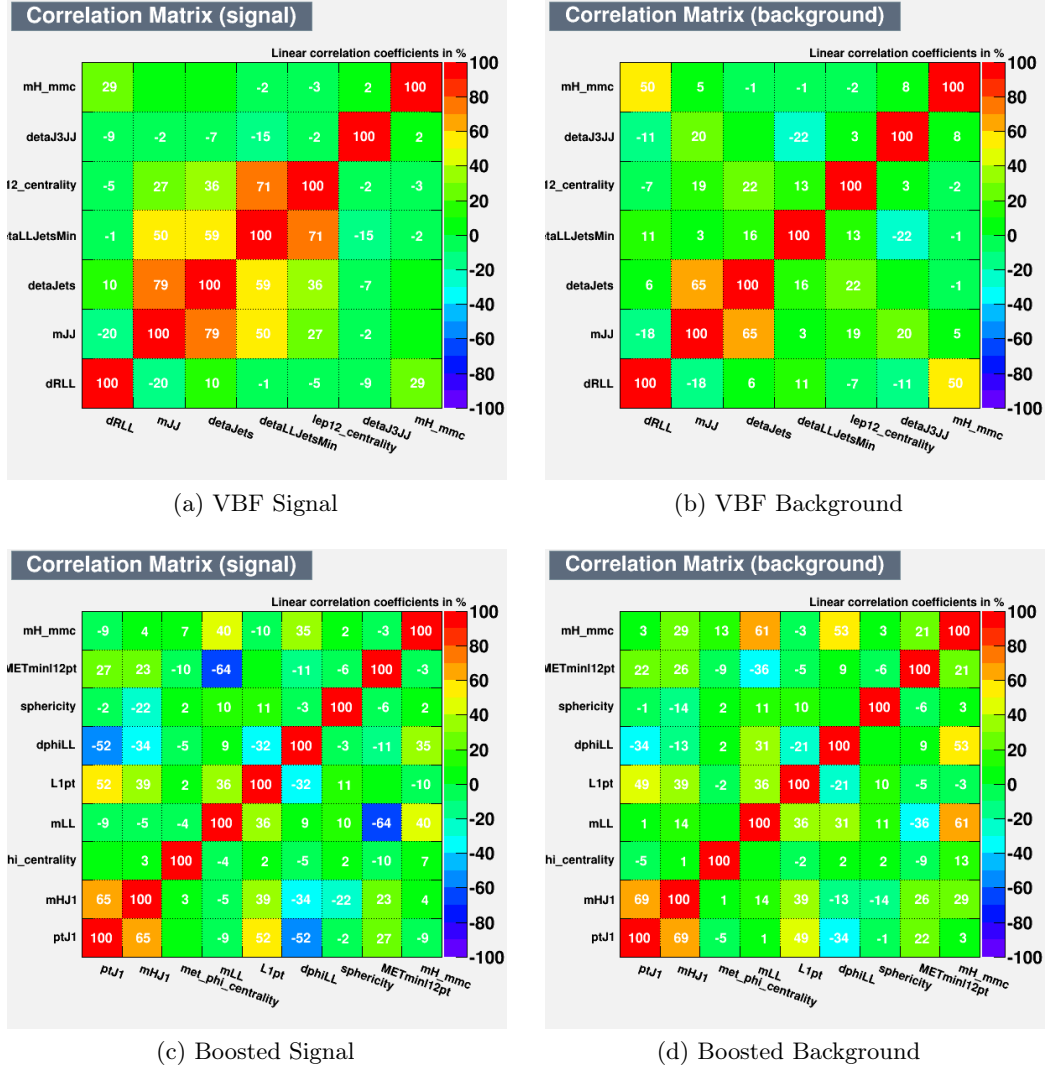 Correlation Matrix (signal)
Linear correlation coefficients in %
mH_mmc 29 -2 -3 2 100
detaJ3JJ -9 -2 -7 -15 -2 100 2
12_centrality -5 27 36 71 100 -2 -3
etaLLJetsMin -1 50 59 100 71 -15 -2
detaJets 10 79 100 59 36 -7
mJJ -20 100 79 50 27 -2
dRLL 100 -20 10 -1 -5 -9 29
dRLL mJJ detaJets detaLLJetsMin lep12_centrality detaJ3JJ mH_mmc
100 80 60 40 20 0 -20 -40 -60 -80 -100
(a) VBF Signal
Correlation Matrix (background)
Linear correlation coefficients in %
mH_mmc 50 5 -1 -1 -2 8 100
detaJ3JJ -11 20 -22 3 100 8
12_centrality -7 19 22 13 100 3 -2
etaLLJetsMin 11 3 16 100 13 -22 -1
detaJets 6 65 100 16 22 -1
mJJ -18 100 65 3 19 20 5
dRLL 100 -18 6 11 -7 -11 50
dRLL mJJ detaJets detaLLJetsMin lep12_centrality detaJ3JJ mH_mmc
100 80 60 40 20 0 -20 -40 -60 -80 -100
(b) VBF Background
Correlation Matrix (signal)
Linear correlation coefficients in %
mH_mmc -9 4 7 40 -10 35 2 -3 100
METminl12pt 27 23 -10 -64 -11 -6 100 -3
sphericity -2 -22 2 10 11 -3 100 -6 2
dphiLL -52 -34 -5 9 -32 100 -3 -11 35
L1pt 52 39 2 36 100 -32 11 -10
mLL -9 -5 -4 100 36 9 10 -64 40
hi_centrality 3 100 -4 2 -5 2 -10 7
mHJ1 65 100 3 -5 39 -34 -22 23 4
ptJ1 100 65 -9 52 -52 -2 27 -9
ptJ1 mHJ1 met_phi_centrality mLL L1pt dphiLL sphericity METminl12pt mH_mmc
100 80 60 40 20 0 -20 -40 -60 -80 -100
(c) Boosted Signal
Correlation Matrix (background)
Linear correlation coefficients in %
mH_mmc 3 29 13 61 -3 53 3 21 100
METminl12pt 22 26 -9 -36 -5 9 -6 100 21
sphericity -1 -14 2 11 10 100 -6 3
dphiLL -34 -13 2 31 -21 100 9 53
L1pt 49 39 -2 36 100 -21 10 -5 -3
mLL 1 14 100 36 31 11 -36 61
hi_centrality -5 1 100 -2 2 2 -9 13
mHJ1 69 100 1 14 39 -13 -14 26 29
ptJ1 100 69 -5 1 49 -34 -1 22 3
ptJ1 mHJ1 met_phi_centrality mLL L1pt dphiLL sphericity METminl12pt mH_mmc
100 80 60 40 20 0 -20 -40 -60 -80 -100
(d) Boosted Background